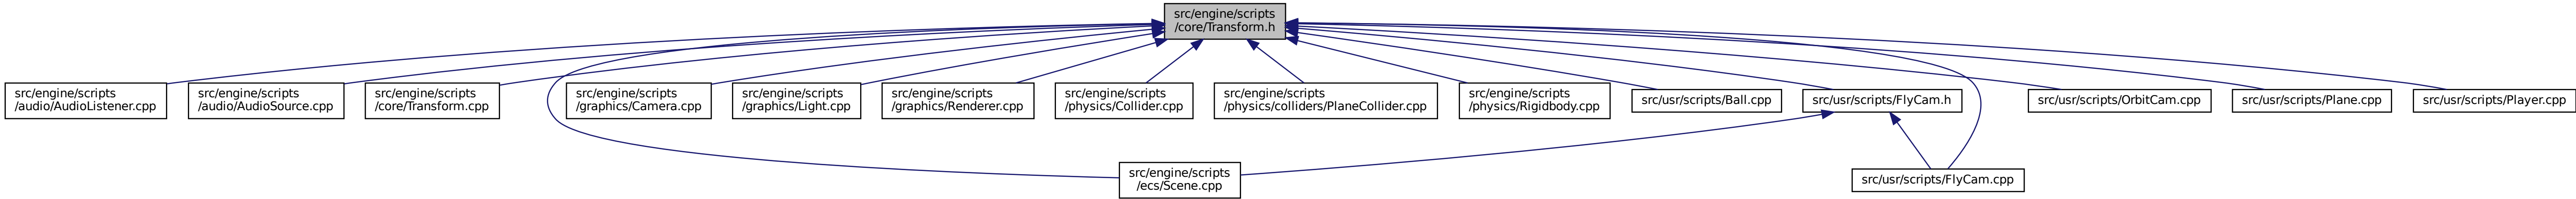 src/engine/scripts
/core/Transform.h
src/engine/scripts
/audio/AudioListener.cpp
src/engine/scripts
/audio/AudioSource.cpp
src/engine/scripts
/core/Transform.cpp
src/engine/scripts
/graphics/Camera.cpp
src/engine/scripts
/graphics/Light.cpp
src/engine/scripts
/graphics/Renderer.cpp
src/engine/scripts
/physics/Collider.cpp
src/engine/scripts
/physics/colliders/PlaneCollider.cpp
src/engine/scripts
/physics/Rigidbody.cpp
src/usr/scripts/Ball.cpp
src/usr/scripts/FlyCam.h
src/usr/scripts/OrbitCam.cpp
src/usr/scripts/Plane.cpp
src/usr/scripts/Player.cpp
src/engine/scripts
/ecs/Scene.cpp
src/usr/scripts/FlyCam.cpp